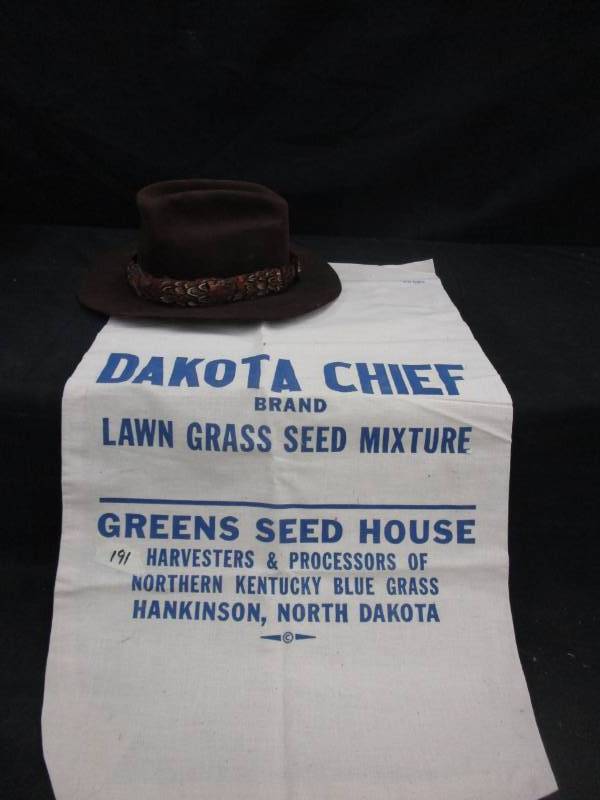 DAKOTA CHIEF
BRAND
LAWN GRASS SEED MIXTURE
GREENS SEED HOUSE
191
HARVESTERS & PROCESSORS OF
NORTHERN KENTUCKY BLUE GRASS
HANKINSON, NORTH DAKOTA
©